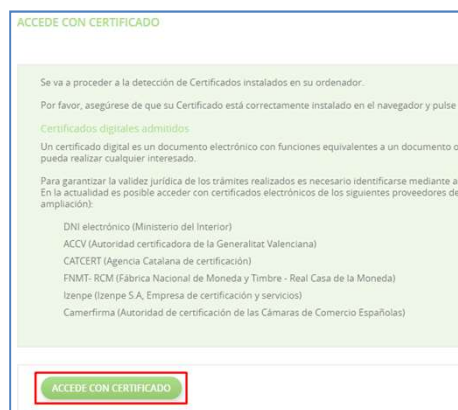 ACCEDE CON CERTIFICADO
Se va a proceder a la detección de Certificados instalados en su ordenador.
Por favor, asegúrese de que su Certificado está correctamente instalado en el navegador y pulse
Certificados digitales admitidos
Un certificado digital es un documento electrónico con funciones equivalentes a un documento o
pueda realizar cualquier interesado.
Para garantizar la validez jurídica de los trámites realizados es necesario identificarse mediante a
En la actualidad es posible acceder con certificados electrónicos de los siguientes proveedores de
ampliación):
DNI electrónico (Ministerio del Interior)
ACCV (Autoridad certificadora de la Generalitat Valenciana)
CATCERT (Agencia Catalana de certificación)
FNMT- RCM (Fábrica Nacional de Moneda y Timbre - Real Casa de la Moneda)
Izenpe (Izenpe S.A, Empresa de certificación y servicios)
Camerfirma (Autoridad de certificación de las Cámaras de Comercio Españolas)
ACCEDE CON CERTIFICADO